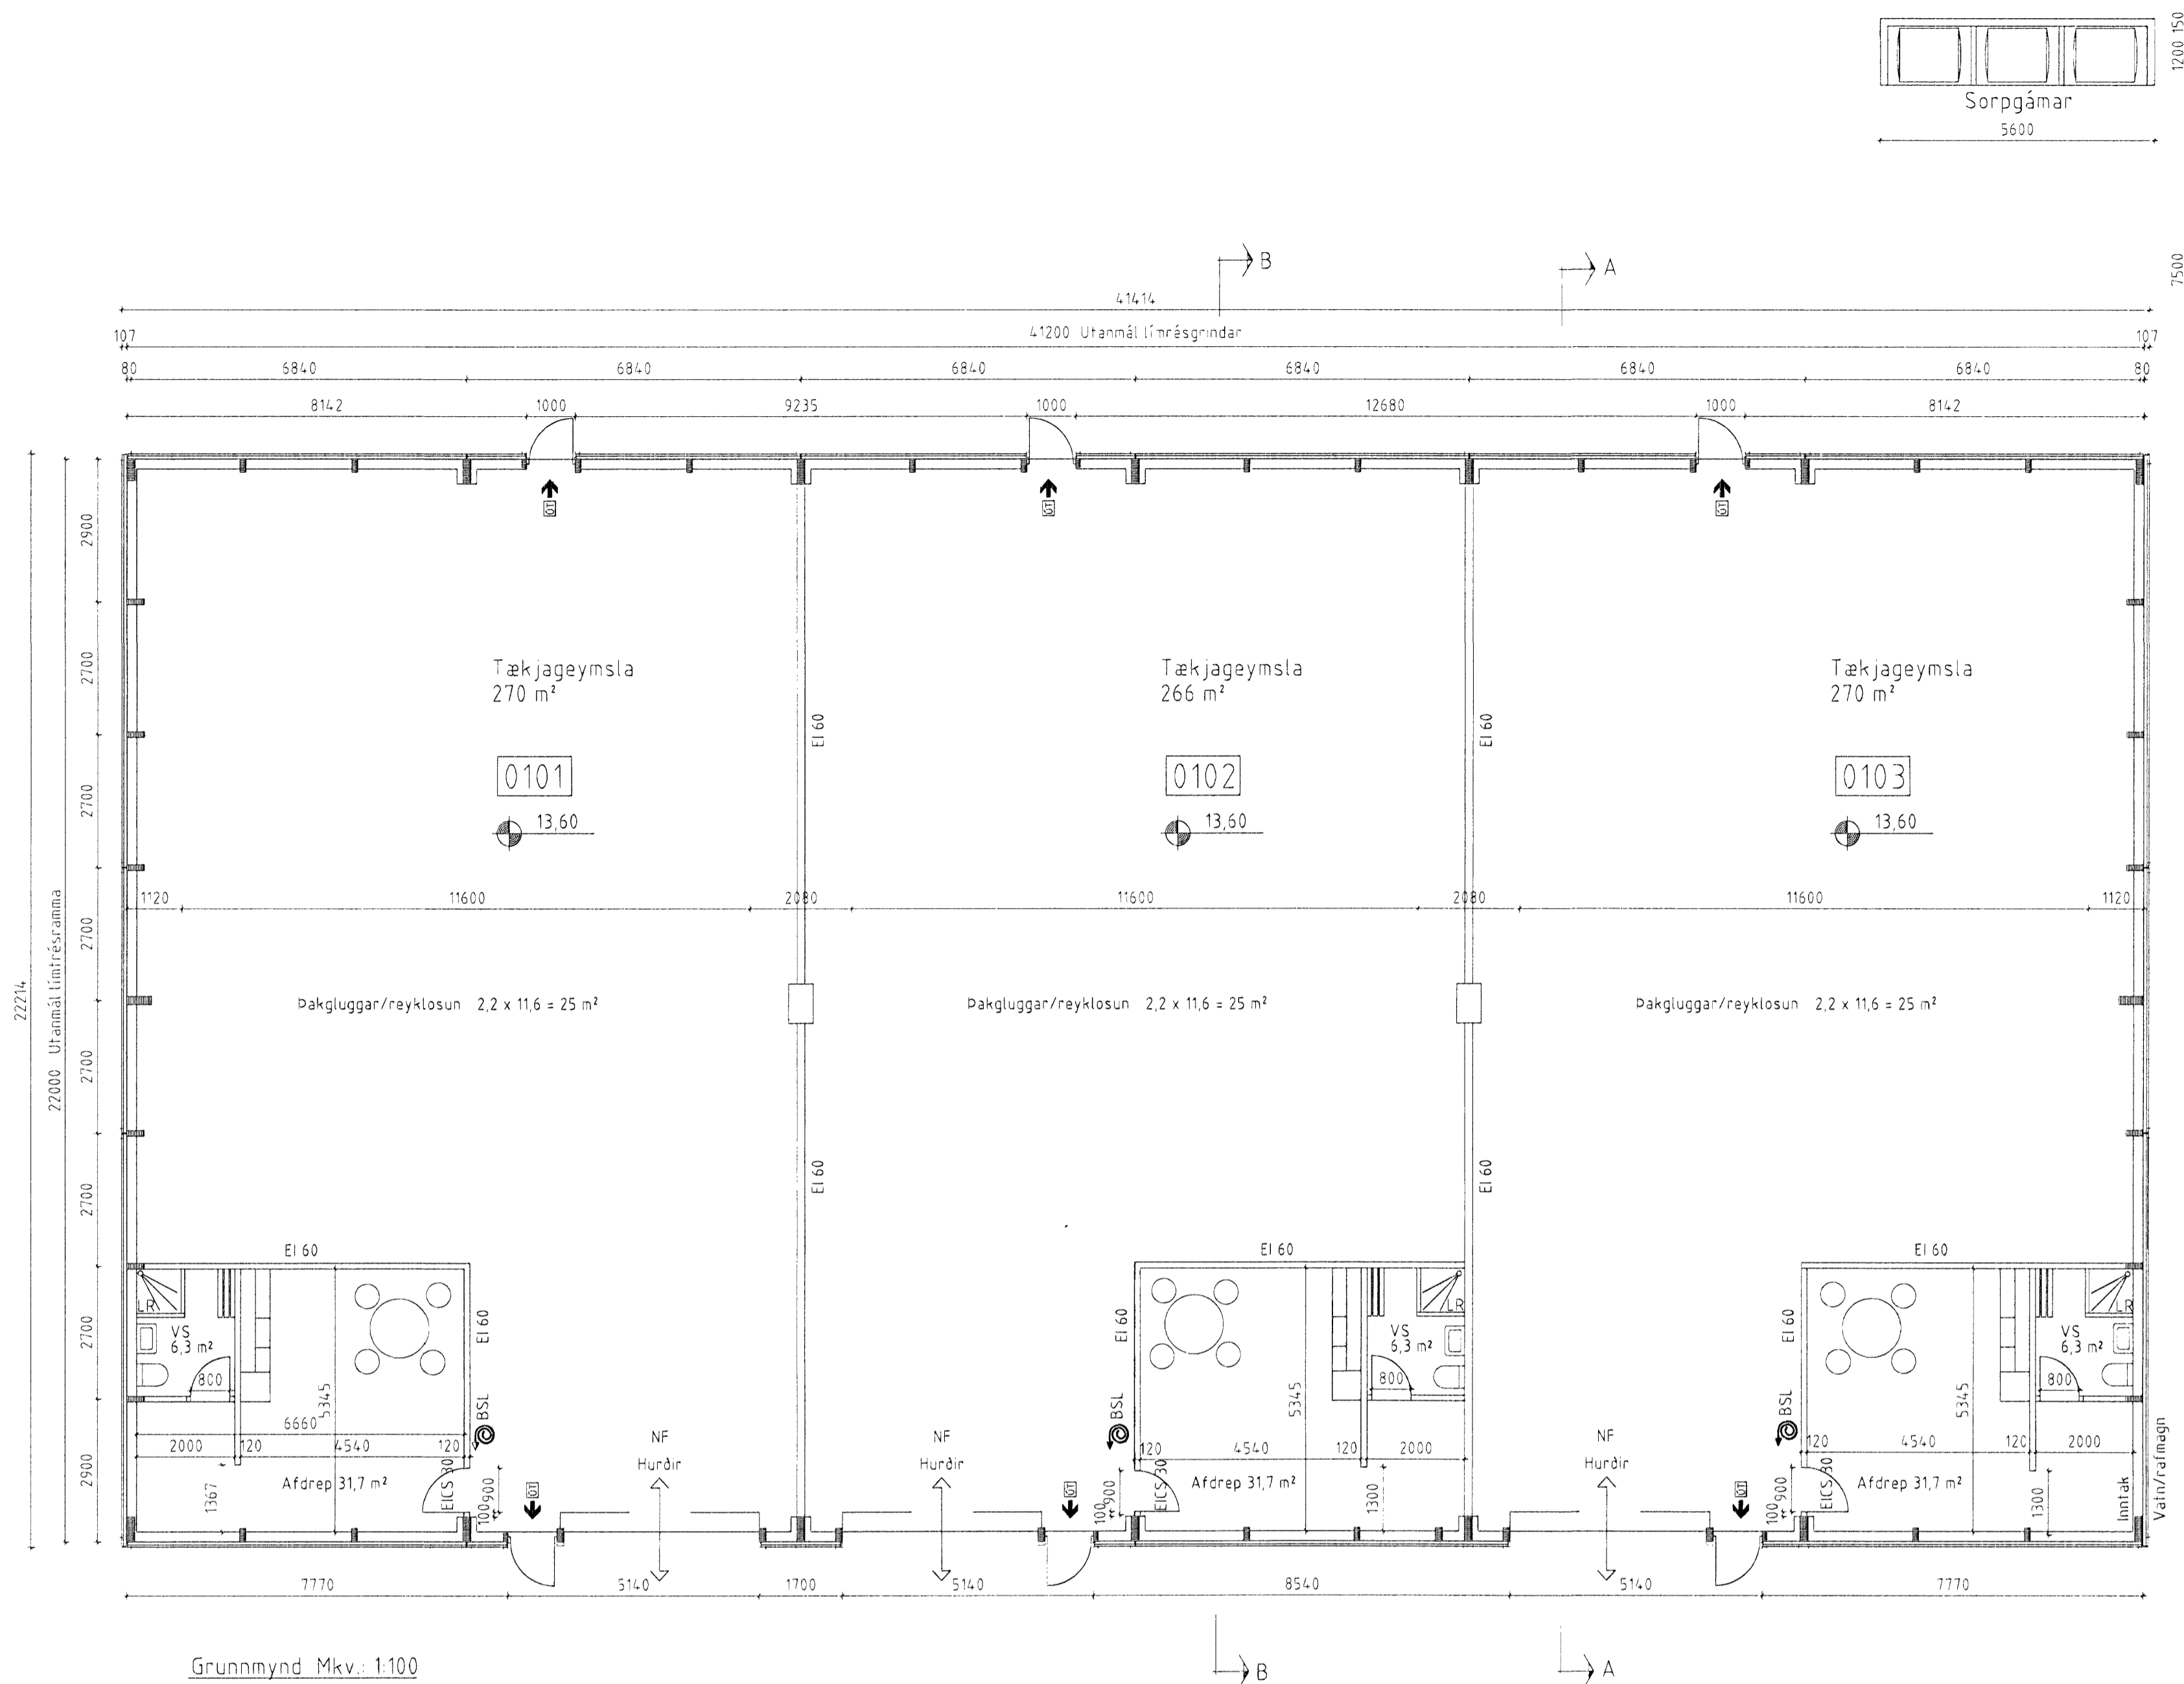 1200 150
Sorpgámar
5600
7500
B
A
41414
107
41200 Utanmál límrésgrindar
107
80
6840
6840
6840
6840
6840
6840
80
8142
1000
9235
1000
12680
1000
8142
ÚT
ÚT
ÚT
22214
22000 Utanmál límtrésramma
2900
2700
2700
2700
2700
2700
2700
2900
Tækjageymsla
270 m²
Tækjageymsla
266 m²
Tækjageymsla
270 m²
EI 60
EI 60
0101
0102
0103
13,60
13,60
13,60
1120
11600
2080
11600
2080
11600
1120
Þakgluggar/reyklosun 2,2 x 11,6 = 25 m²
Þakgluggar/reyklosun 2,2 x 11,6 = 25 m²
Þakgluggar/reyklosun 2,2 x 11,6 = 25 m²
EI 60
EI 60
EI 60
EI 60
EI 60
LR
VS
6,3 m²
800
EI 60
5345
6660
2000
120
4540
120
BSL
Afdrep 31,7 m²
1367
EICS 30
900
100
ÚT
NF
Hurðir
NF
Hurðir
ÚT
EI 60
BSL
5345
LR
VS
6,3 m²
800
120
4540
120
2000
Afdrep 31,7 m²
EICS 30
900
100
1300
NF
Hurðir
ÚT
EI 60
BSL
5345
LR
VS
6,3 m²
800
120
4540
120
2000
Afdrep 31,7 m²
EICS 30
900
100
1300
Inntak
Vatn/rafmagn
7770
5140
1700
5140
8540
5140
7770
B
A
Grunnmynd Mkv.: 1:100